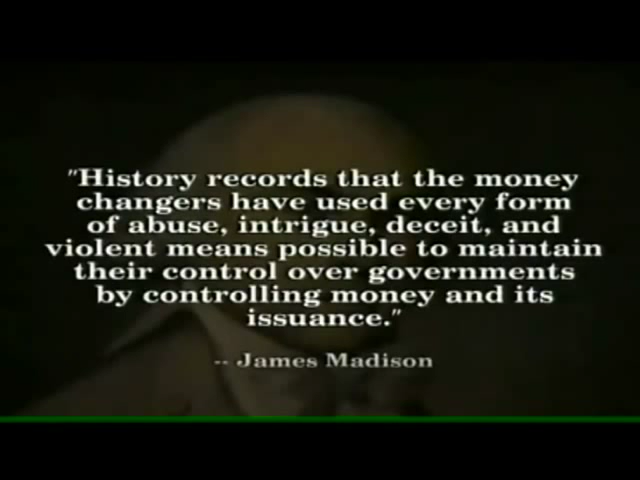 "History records that the money
changers have used every form
of abuse, intrigue, deceit, and
violent means possible to maintain
their control over governments
by controlling money and its
issuance."
-- James Madison